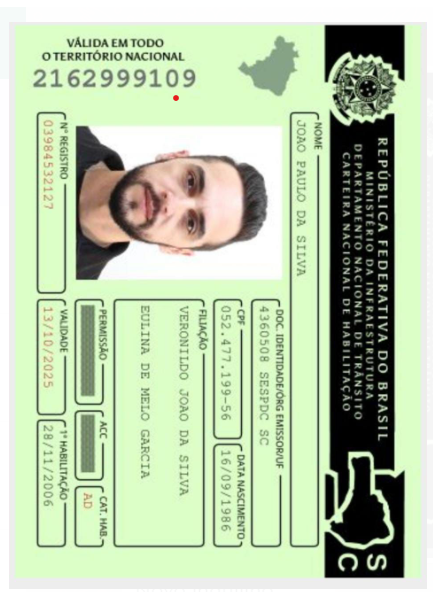 REPÚBLICA FEDERATIVA DO BRASIL
MINISTÉRIO DA INFRAESTRUTURA
DEPARTAMENTO NACIONAL DE TRÂNSITO
CARTEIRA NACIONAL DE HABILITAÇÃO
SC
VÁLIDA EM TODO
O TERRITÓRIO NACIONAL
2162999109
NOME
JOAO PAULO DA SILVA
DOC. IDENTIDADE/ÓRG EMISSOR/UF
4360508 SESPDC SC
CPF
052.477.199-56
DATA NASCIMENTO
16/09/1986
FILIAÇÃO
VERONILDO JOAO DA SILVA
EULINA DE MELO GARCIA
PERMISSÃO
ACC
CAT. HAB.
AD
Nº REGISTRO
03984532127
VALIDADE
13/10/2025
1ª HABILITAÇÃO
28/11/2006